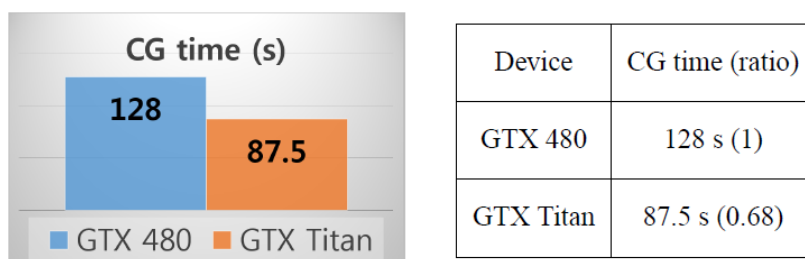 CG time (s)
128
87.5
GTX 480 GTX Titan
Device CG time (ratio)
GTX 480 128 s (1)
GTX Titan 87.5 s (0.68)